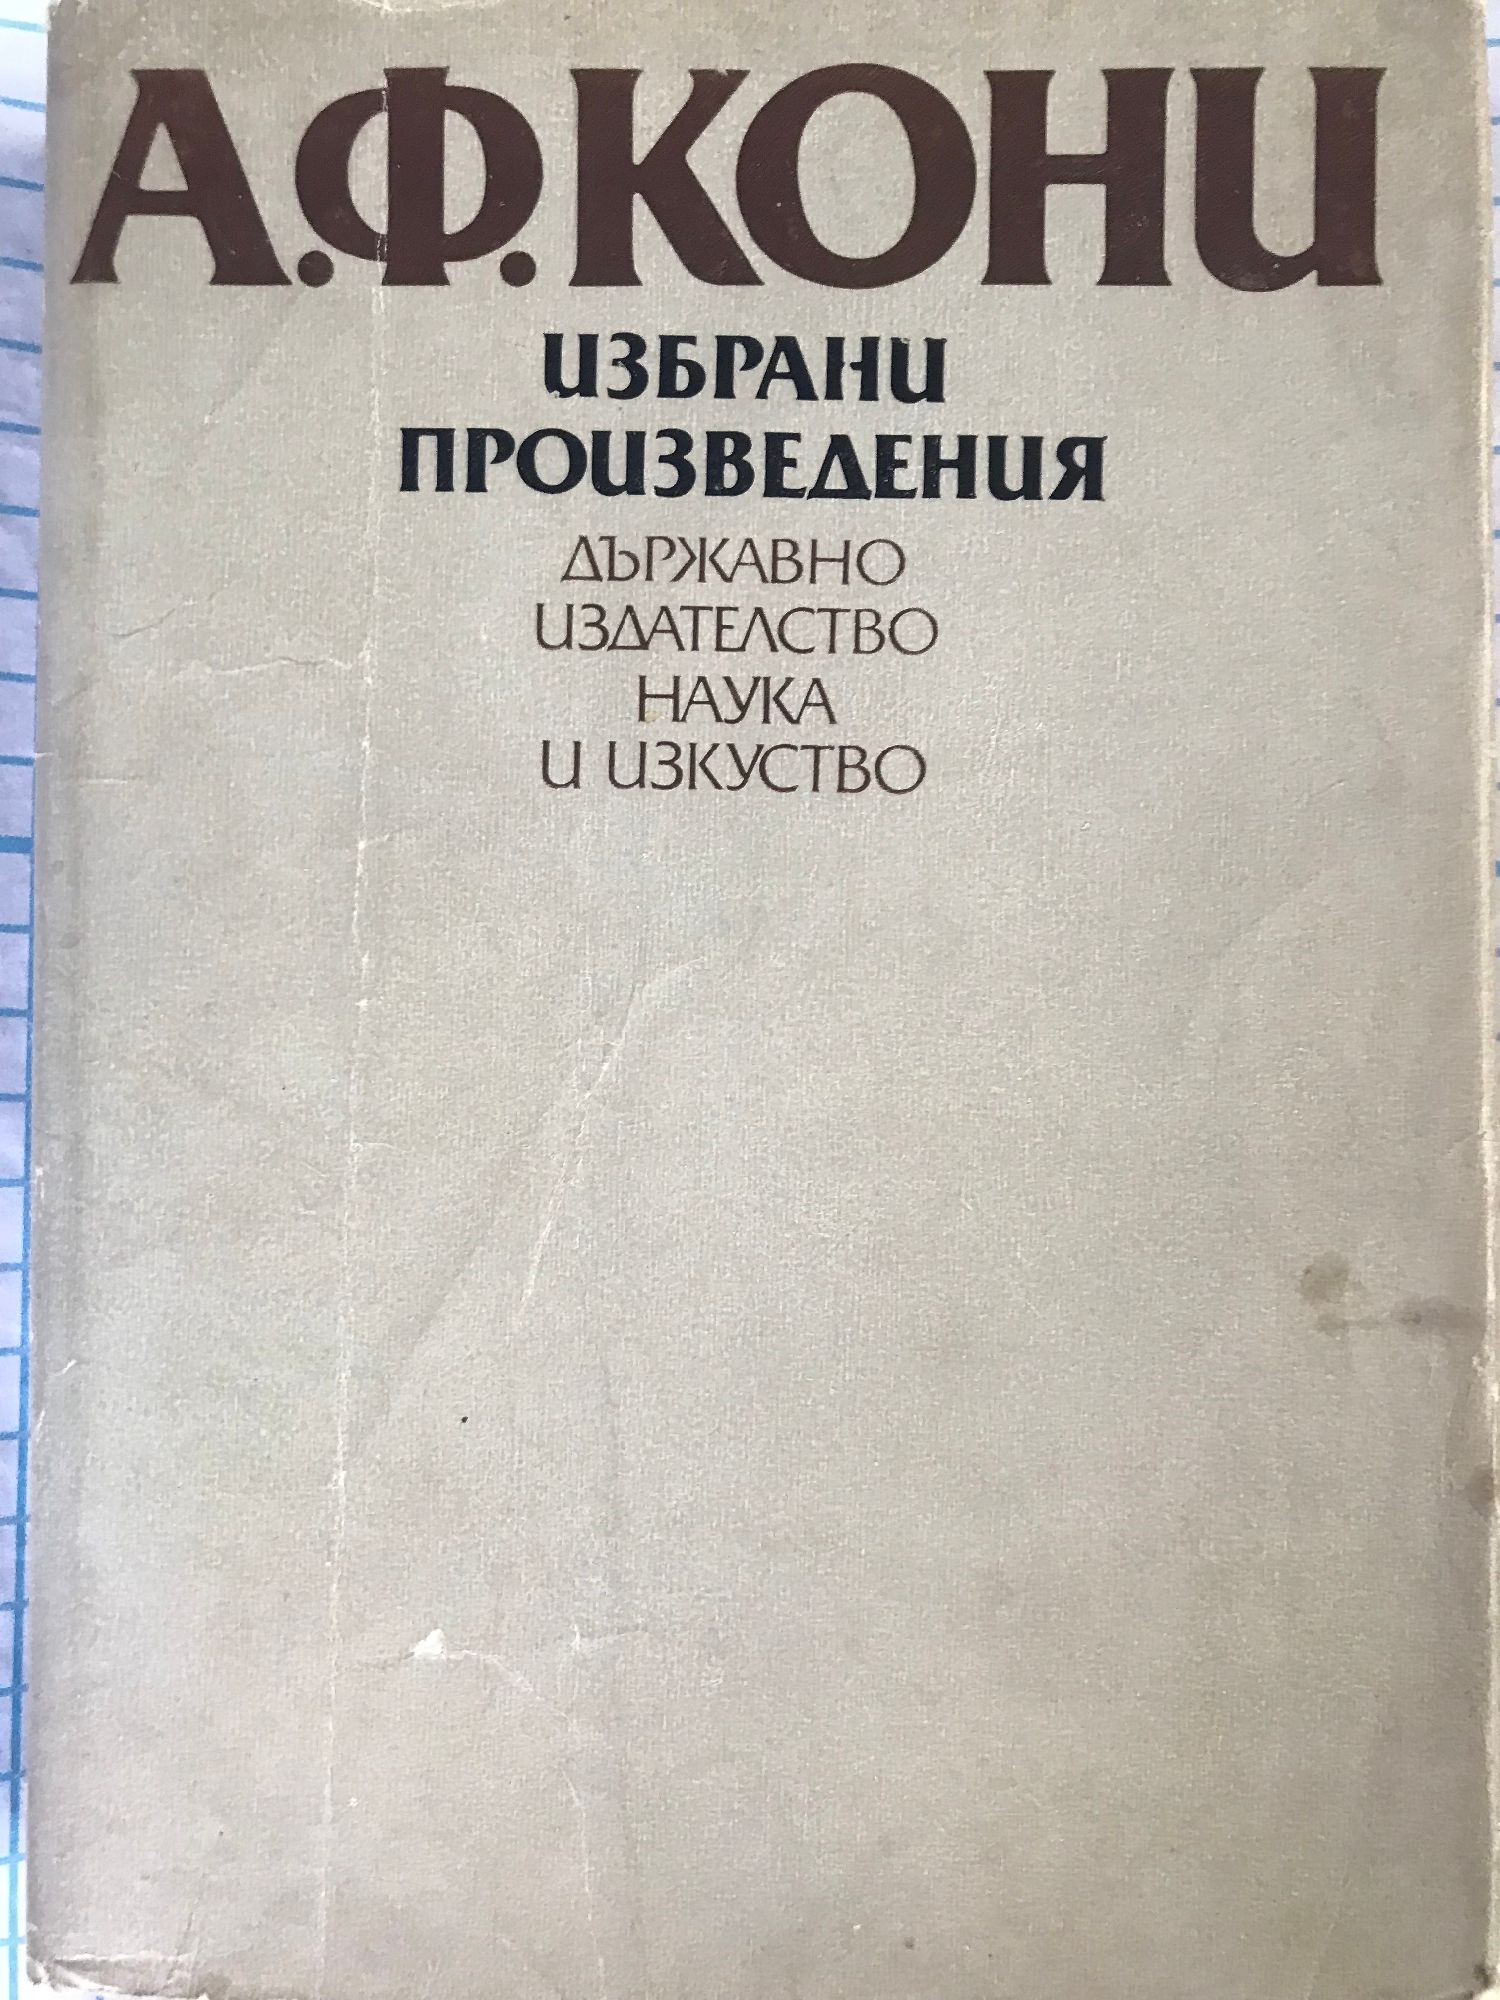 А.Ф.КОНИ
ИЗБРАНИ
ПРОИЗВЕДЕНИЯ
ДЪРЖАВНО
ИЗДАТЕЛСТВО
НАУКА
И ИЗКУСТВО